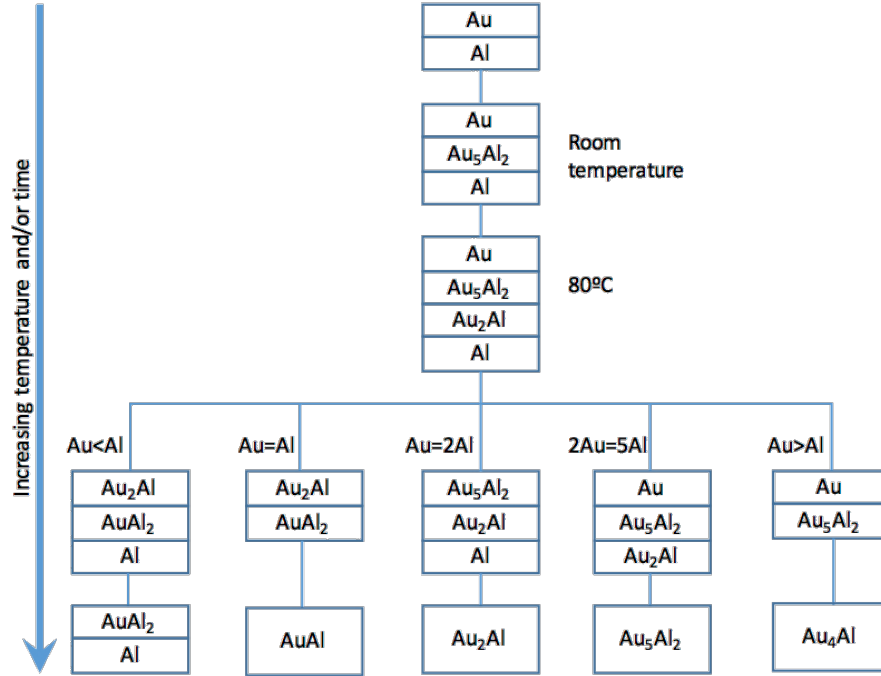 Au
Al
Au
Au₅Al₂
Al
Room
temperature
Au
Au₅Al₂
Au₂Al
Al
80ºC
Increasing temperature and/or time
Au<Al
Au=Al
Au=2Al
2Au=5Al
Au>Al
Au₂Al
AuAl₂
Al
Au₂Al
AuAl₂
Au₅Al₂
Au₂Al
Al
Au
Au₅Al₂
Au₂Al
Au
Au₅Al₂
AuAl₂
Al
AuAl
Au₂Al
Au₅Al₂
Au₄Al